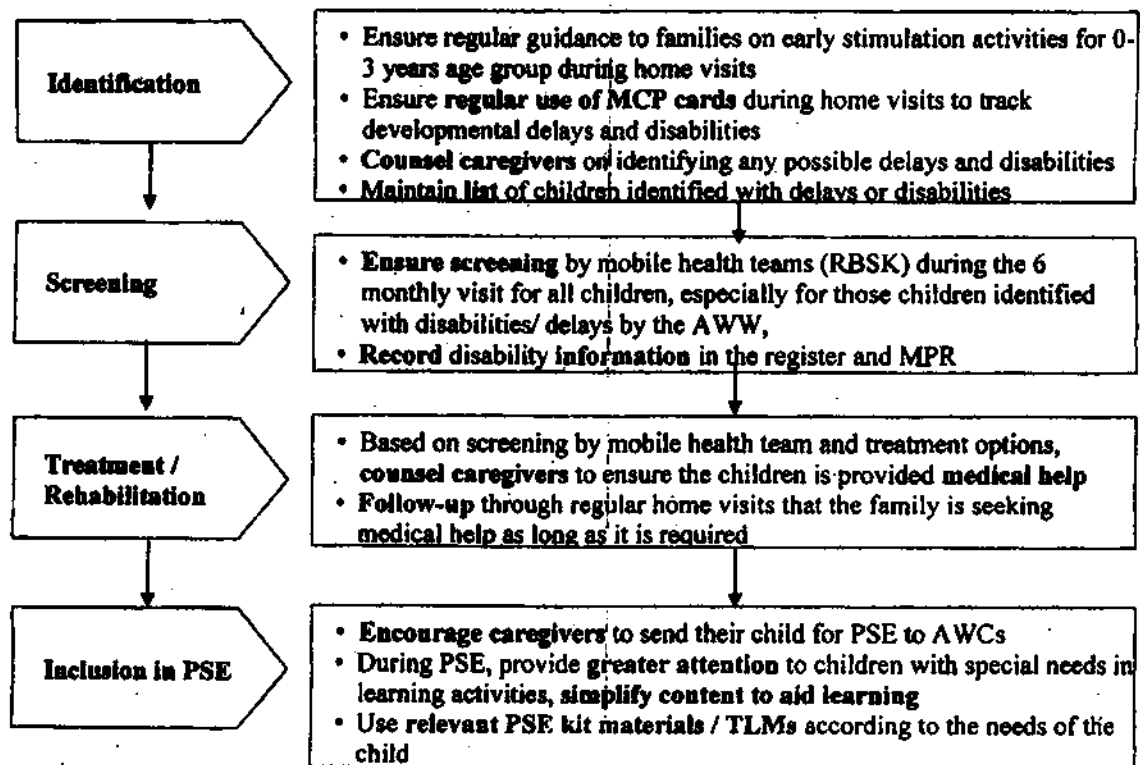 Identification
• Ensure regular guidance to families on early stimulation activities for 0-
3 years age group during home visits
• Ensure regular use of MCP cards during home visits to track
developmental delays and disabilities
• Counsel caregivers on identifying any possible delays and disabilities
• Maintain list of children identified with delays or disabilities
Screening
• Ensure screening by mobile health teams (RBSK) during the 6
monthly visit for all children, especially for those children identified
with disabilities/ delays by the AWW,
• Record disability information in the register and MPR
Treatment /
Rehabilitation
• Based on screening by mobile health team and treatment options,
counsel caregivers to ensure the children is provided medical help
• Follow-up through regular home visits that the family is seeking
medical help as long as it is required
Inclusion in PSE
• Encourage caregivers to send their child for PSE to AWCs
• During PSE, provide greater attention to children with special needs in
learning activities, simplify content to aid learning
• Use relevant PSE kit materials / TLMs according to the needs of the
child